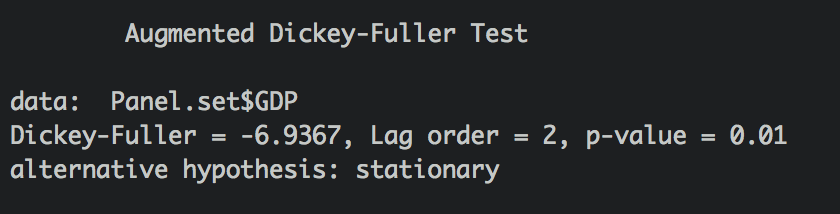 Augmented Dickey-Fuller Test
data:  Panel.set$GDP
Dickey-Fuller = -6.9367, Lag order = 2, p-value = 0.01
alternative hypothesis: stationary